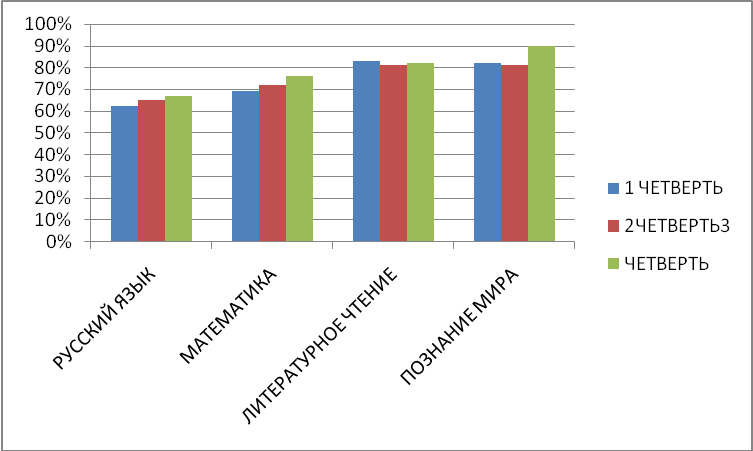 100%
90%
80%
70%
60%
50%
40%
30%
20%
10%
0%
РУССКИЙ ЯЗЫК
МАТЕМАТИКА
ЛИТЕРАТУРНОЕ ЧТЕНИЕ
ПОЗНАНИЕ МИРА
1 ЧЕТВЕРТЬ
2ЧЕТВЕРТЬ3
ЧЕТВЕРТЬ